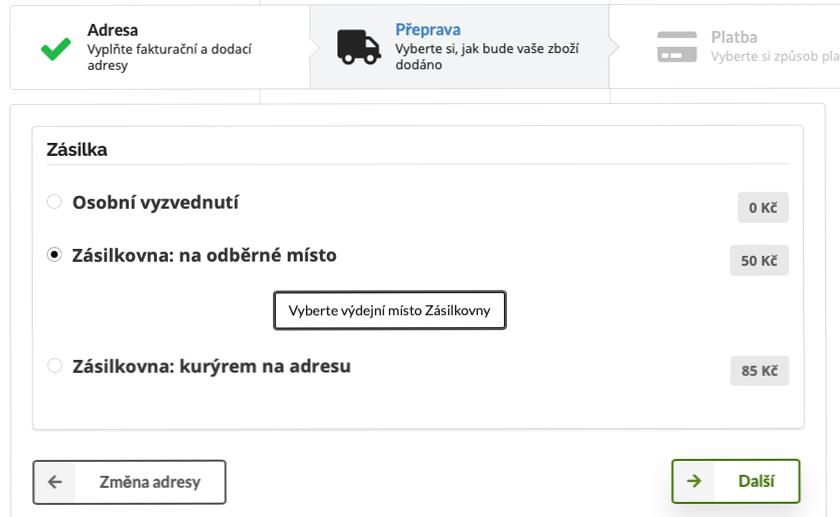 Adresa
Vyplňte fakturační a dodací
adresy
Přeprava
Vyberte si, jak bude vaše zboží
dodáno
Platba
Vyberte si způsob pla
Zásilka
Osobní vyzvednutí
0 Kč
Zásilkovna: na odběrné místo
50 Kč
Vyberte výdejní místo Zásilkovny
Zásilkovna: kurýrem na adresu
85 Kč
Změna adresy
Další